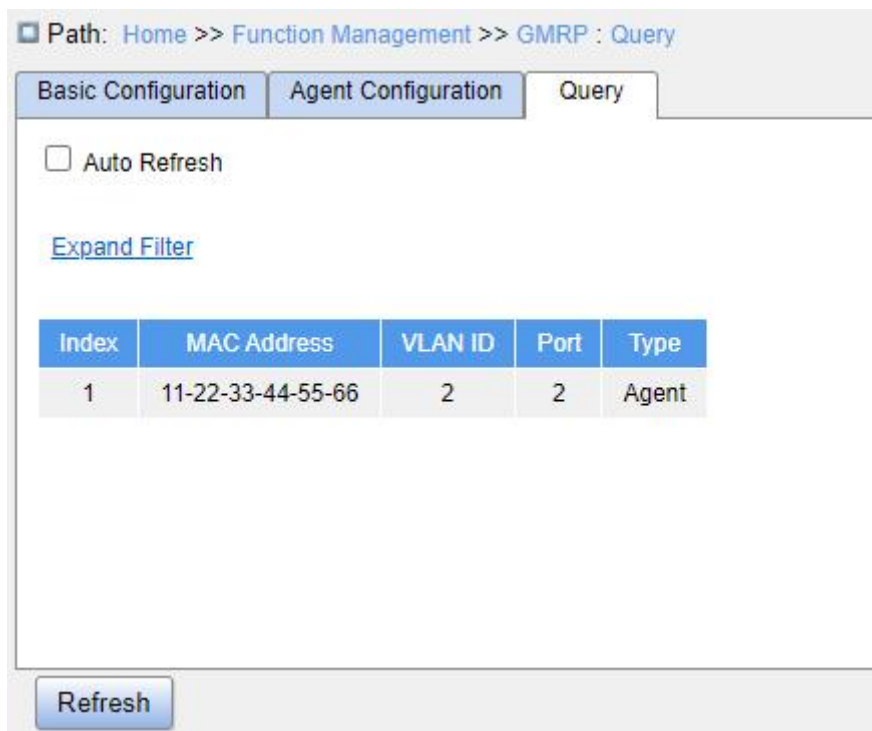 Path: Home >> Function Management >> GMRP : Query
Basic Configuration Agent Configuration Query
Auto Refresh
Expand Filter
Index MAC Address VLAN ID Port Type
1 11-22-33-44-55-66 2 2 Agent
Refresh